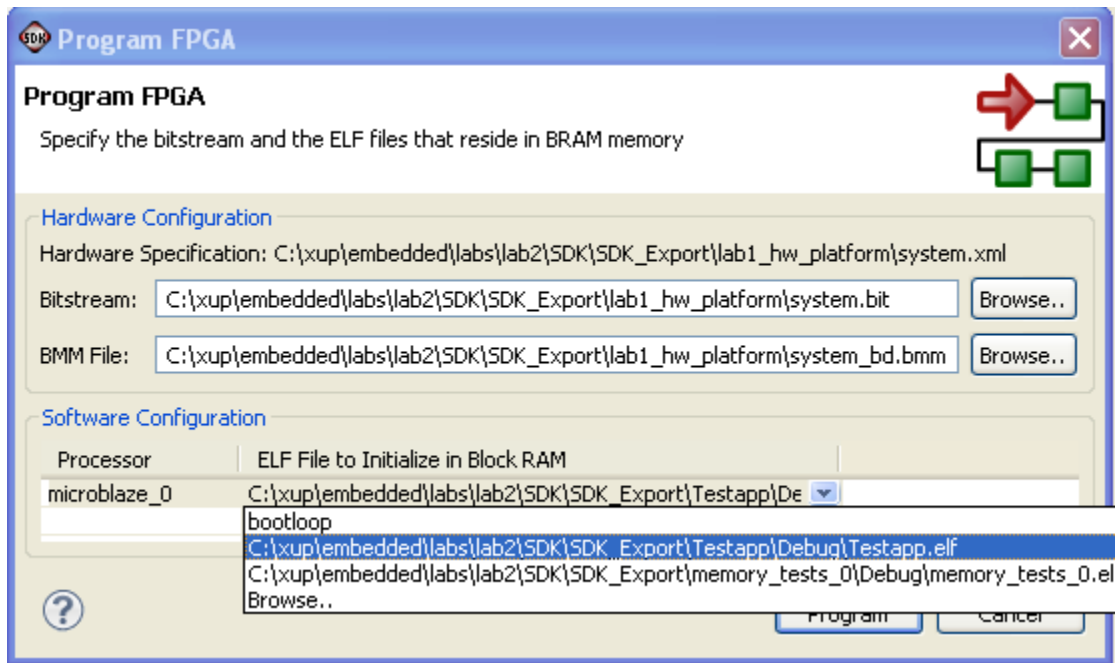 SDK Program FPGA
Program FPGA
Specify the bitstream and the ELF files that reside in BRAM memory
Hardware Configuration
Hardware Specification: C:\xup\embedded\labs\lab2\SDK\SDK_Export\lab1_hw_platform\system.xml
Bitstream: C:\xup\embedded\labs\lab2\SDK\SDK_Export\lab1_hw_platform\system.bit Browse..
BMM File: C:\xup\embedded\labs\lab2\SDK\SDK_Export\lab1_hw_platform\system_bd.bmm Browse..
Software Configuration
Processor ELF File to Initialize in Block RAM
microblaze_0 C:\xup\embedded\labs\lab2\SDK\SDK_Export\Testapp\De
bootloop
C:\xup\embedded\labs\lab2\SDK\SDK_Export\Testapp\Debug\Testapp.elf
C:\xup\embedded\labs\lab2\SDK\SDK_Export\memory_tests_0\Debug\memory_tests_0.el
Browse..
? Program Cancel